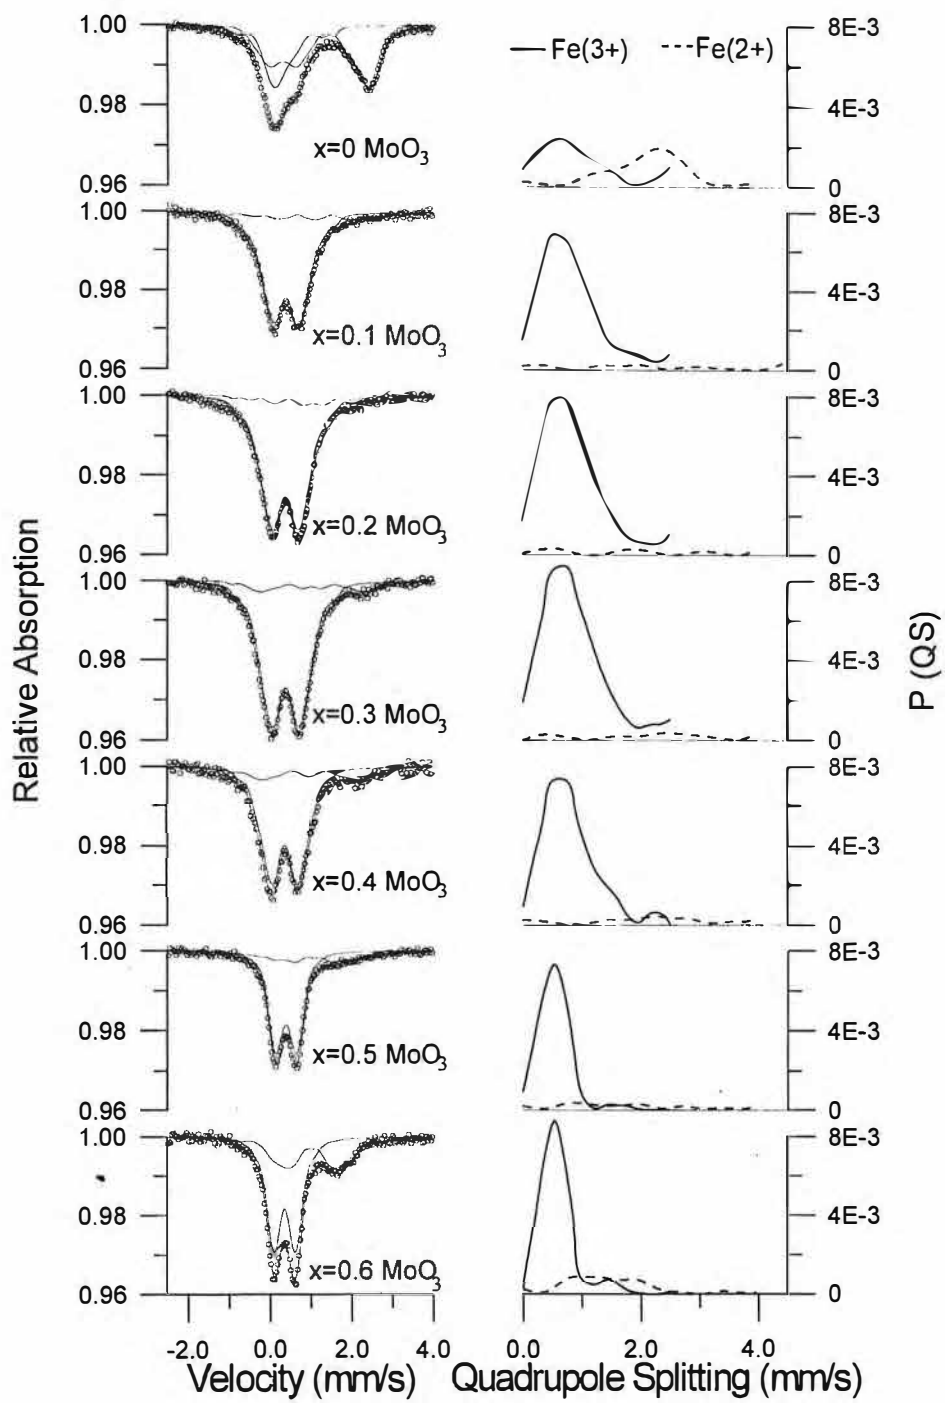 1.00
0.98
0.96
x=0 MoO3
Fe(3+) Fe(2+)
8E-3
4E-3
0
1.00
0.98
0.96
x=0.1 MoO3
8E-3
4E-3
0
1.00
0.98
0.96
x=0.2 MoO3
8E-3
4E-3
0
1.00
0.98
0.96
x=0.3 MoO3
8E-3
4E-3
0
1.00
0.98
0.96
x=0.4 MoO3
8E-3
4E-3
0
1.00
0.98
0.96
x=0.5 MoO3
8E-3
4E-3
0
1.00
0.98
0.96
x=0.6 MoO3
8E-3
4E-3
0
Relative Absorption
P (QS)
-2.0 0.0 2.0 4.0
0.0 2.0 4.0
Velocity (mm/s)
Quadrupole Splitting (mm/s)